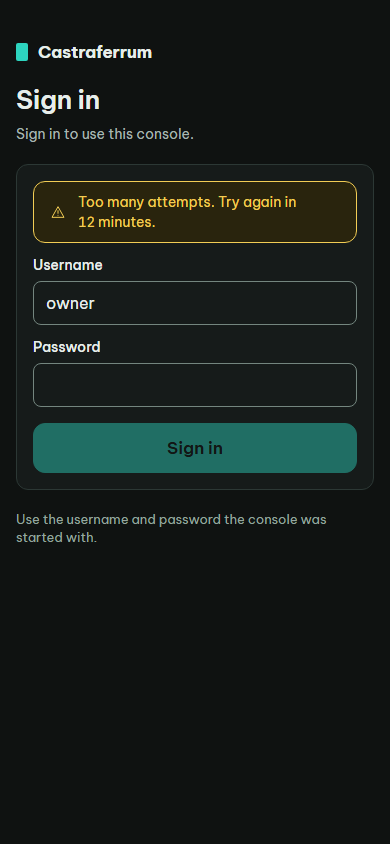 Castraferrum
Sign in
Sign in to use this console.
Too many attempts. Try again in
12 minutes.
Username
owner
Password
Sign in
Use the username and password the console was
started with.